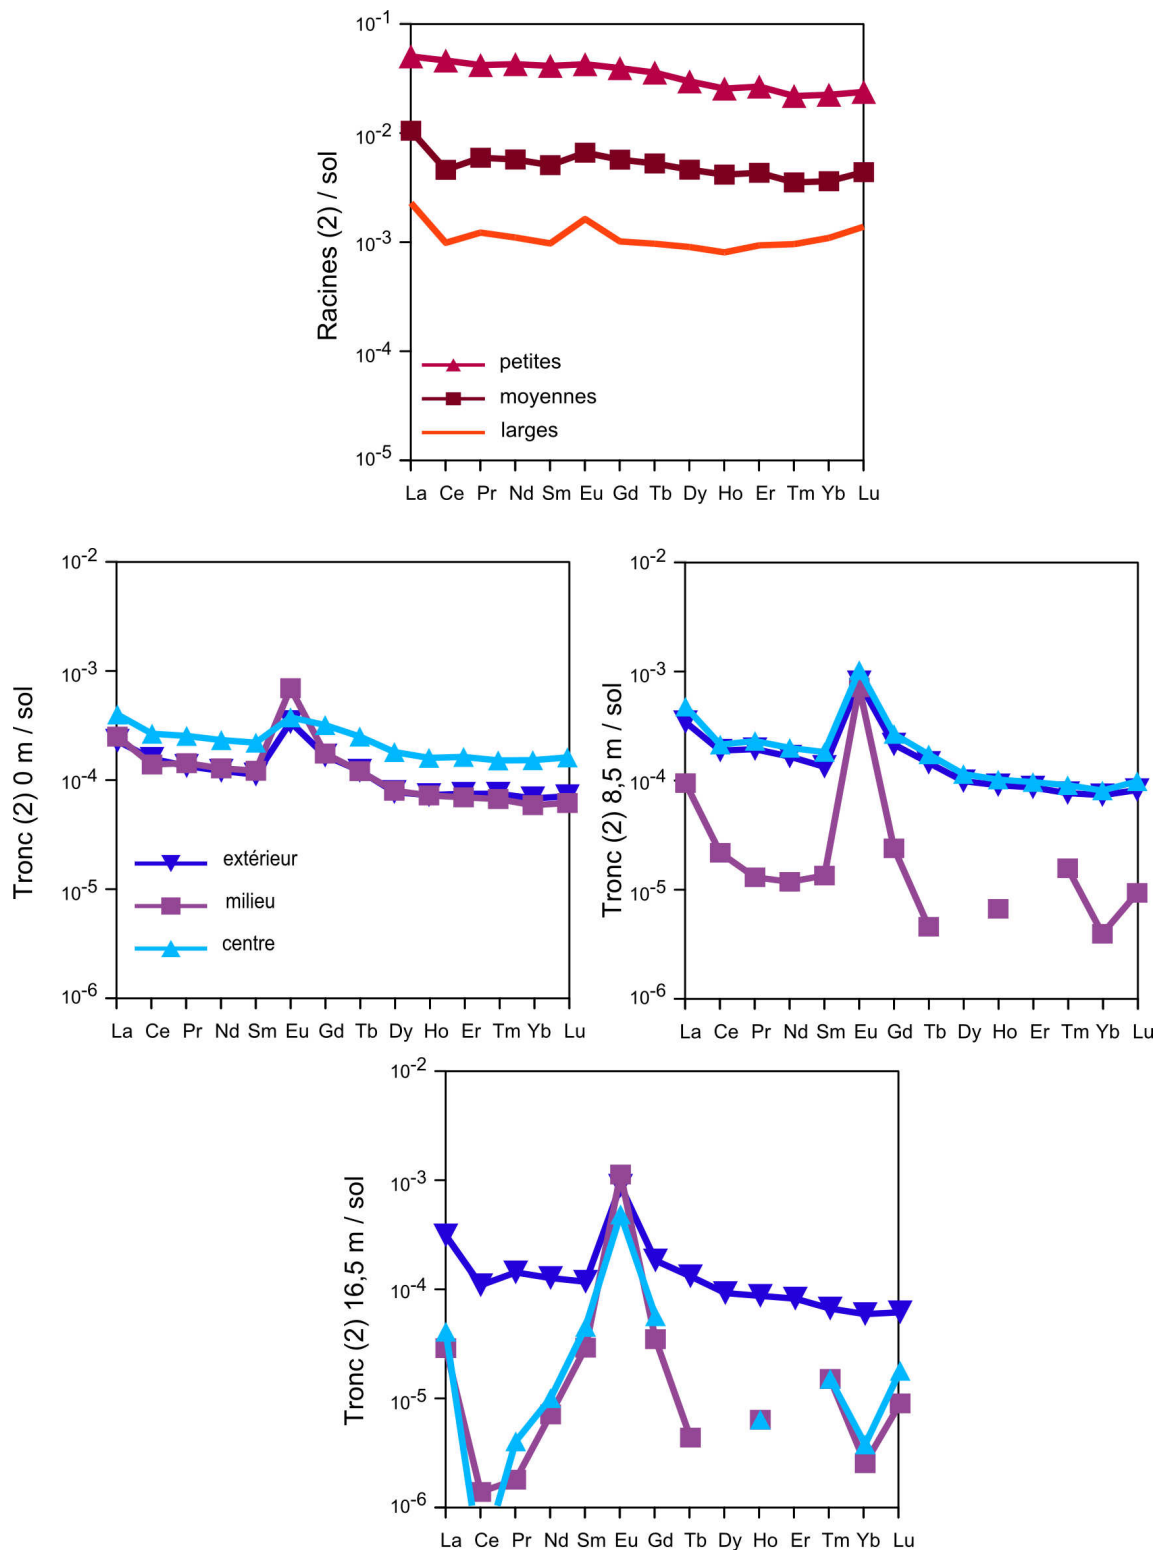 Racines (2) / sol
10-1
10-2
10-3
10-4
10-5
petites
moyennes
larges
La Ce Pr Nd Sm Eu Gd Tb Dy Ho Er Tm Yb Lu
Tronc (2) 0 m / sol
10-2
10-3
10-4
10-5
10-6
extérieur
milieu
centre
La Ce Pr Nd Sm Eu Gd Tb Dy Ho Er Tm Yb Lu
Tronc (2) 8,5 m / sol
10-2
10-3
10-4
10-5
10-6
La Ce Pr Nd Sm Eu Gd Tb Dy Ho Er Tm Yb Lu
Tronc (2) 16,5 m / sol
10-2
10-3
10-4
10-5
10-6
La Ce Pr Nd Sm Eu Gd Tb Dy Ho Er Tm Yb Lu